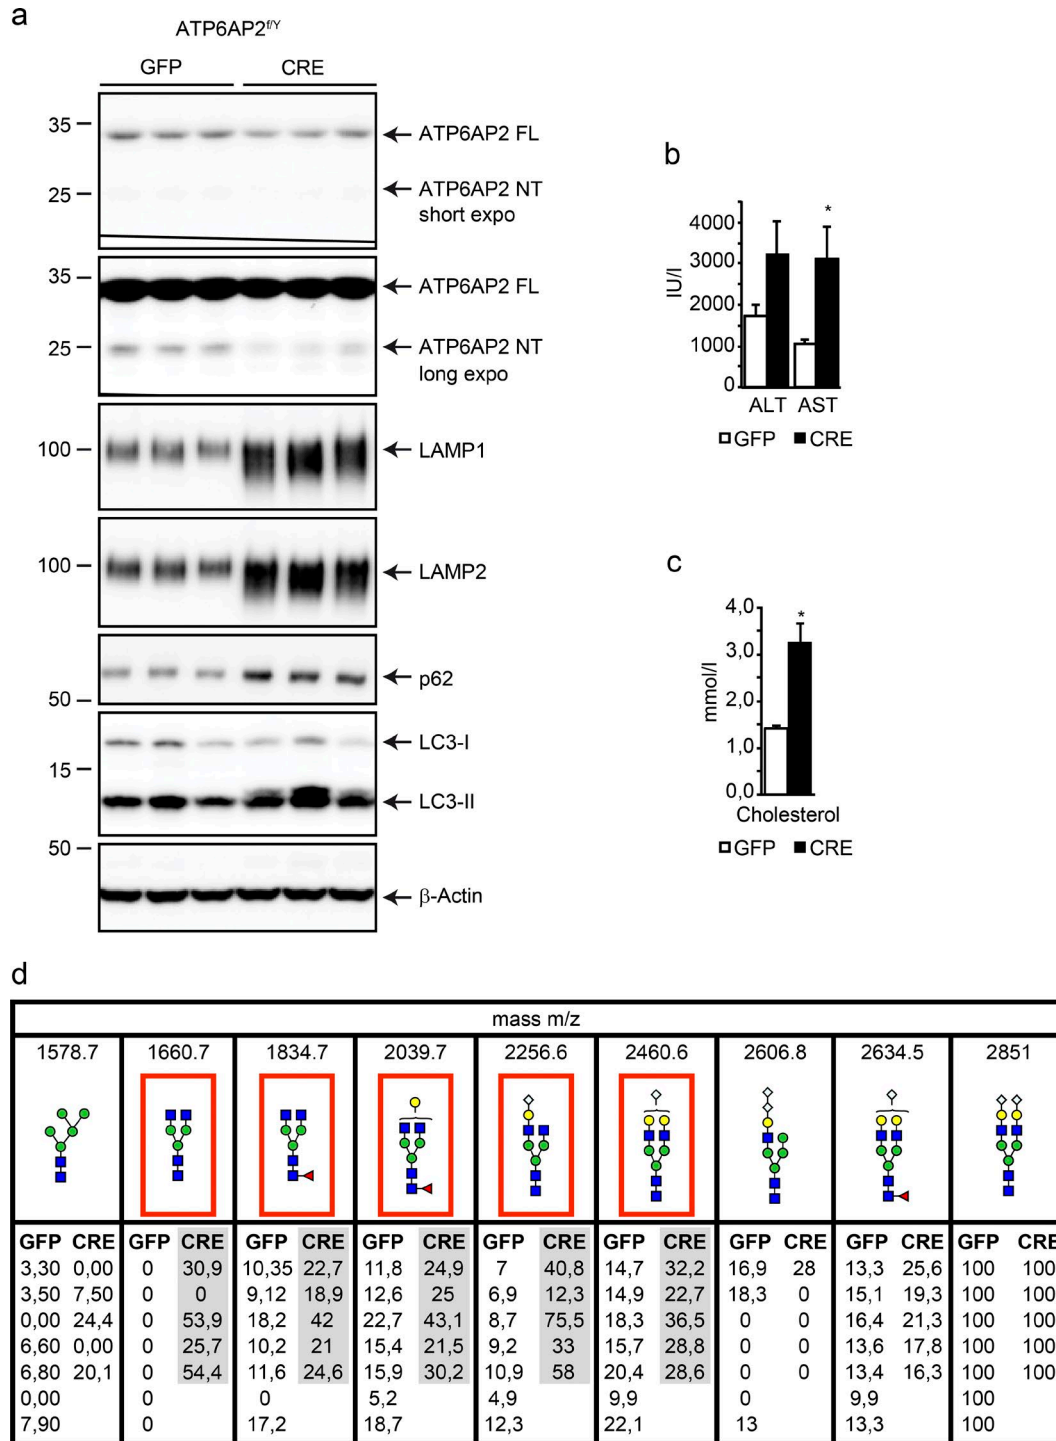 a
ATP6AP2f/Y
GFP CRE
35
ATP6AP2 FL
25
ATP6AP2 NT
short expo
35
ATP6AP2 FL
25
ATP6AP2 NT
long expo
100
LAMP1
100
LAMP2
p62
50
LC3-I
15
LC3-II
50
β-Actin
b
4000
3000
2000
1000
0
IU/l
*
ALT AST
GFP CRE
c
4,0
3,0
2,0
1,0
0,0
mmol/l
*
Cholesterol
GFP CRE
d
mass m/z
1578.7 1660.7 1834.7 2039.7 2256.6 2460.6 2606.8 2634.5 2851
GFP CRE GFP CRE GFP CRE GFP CRE GFP CRE GFP CRE GFP CRE GFP CRE GFP CRE
3,30 0,00 0 30,9 10,35 22,7 11,8 24,9 7 40,8 14,7 32,2 16,9 28 13,3 25,6 100 100
3,50 7,50 0 0 9,12 18,9 12,6 25 6,9 12,3 14,9 22,7 18,3 0 15,1 19,3 100 100
0,00 24,4 0 53,9 18,2 42 22,7 43,1 8,7 75,5 18,3 36,5 0 0 16,4 21,3 100 100
6,60 0,00 0 25,7 10,2 21 15,4 21,5 9,2 33 15,7 28,8 0 0 13,6 17,8 100 100
6,80 20,1 0 54,4 11,6 24,6 15,9 30,2 10,9 58 20,4 28,6 0 0 13,4 16,3 100 100
0,00 0 0 5,2 4,9 9,9 9,9 100
7,90 0 17,2 18,7 12,3 22,1 13 13,3 100